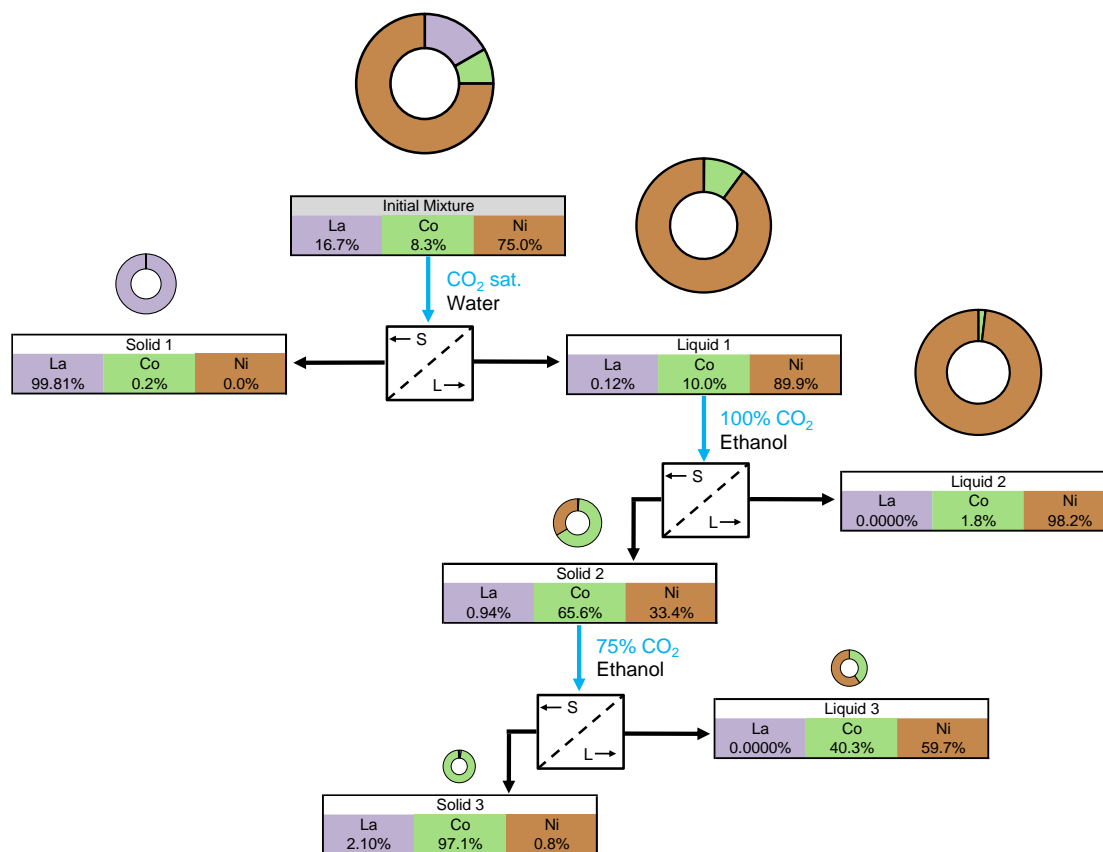 Initial Mixture
La Co Ni
16.7% 8.3% 75.0%
CO₂ sat.
Water
Solid 1
La Co Ni
99.81% 0.2% 0.0%
←S
L→
Liquid 1
La Co Ni
0.12% 10.0% 89.9%
100% CO₂
Ethanol
←S
L→
Liquid 2
La Co Ni
0.0000% 1.8% 98.2%
Solid 2
La Co Ni
0.94% 65.6% 33.4%
75% CO₂
Ethanol
←S
L→
Liquid 3
La Co Ni
0.0000% 40.3% 59.7%
Solid 3
La Co Ni
2.10% 97.1% 0.8%